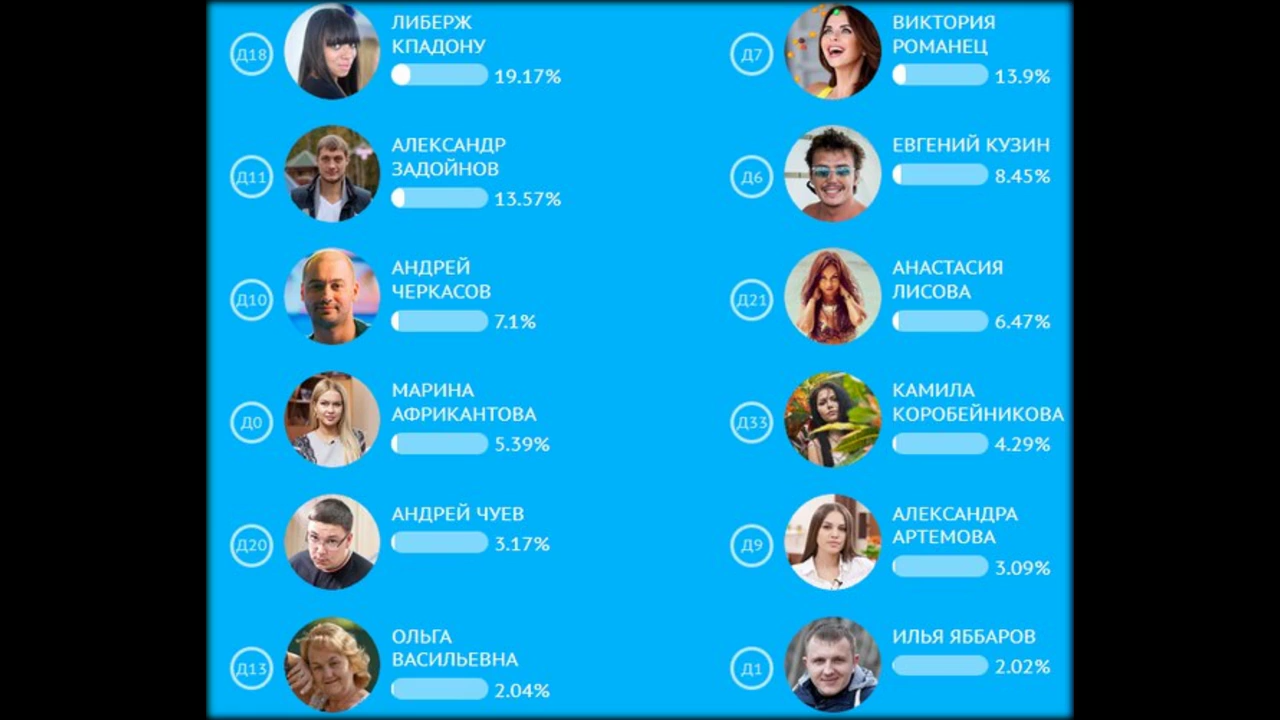 Д18
ЛИБЕРЖ
КПАДОНУ
19.17%
Д7
ВИКТОРИЯ
РОМАНЕЦ
13.9%
Д11
АЛЕКСАНДР
ЗАДОЙНОВ
13.57%
Д6
ЕВГЕНИЙ КУЗИН
8.45%
Д10
АНДРЕЙ
ЧЕРКАСОВ
7.1%
Д21
АНАСТАСИЯ
ЛИСОВА
6.47%
Д0
МАРИНА
АФРИКАНТОВА
5.39%
Д33
КАМИЛА
КОРОБЕЙНИКОВА
4.29%
Д20
АНДРЕЙ ЧУЕВ
3.17%
Д9
АЛЕКСАНДРА
АРТЕМОВА
3.09%
Д13
ОЛЬГА
ВАСИЛЬЕВНА
2.04%
Д1
ИЛЬЯ ЯББАРОВ
2.02%